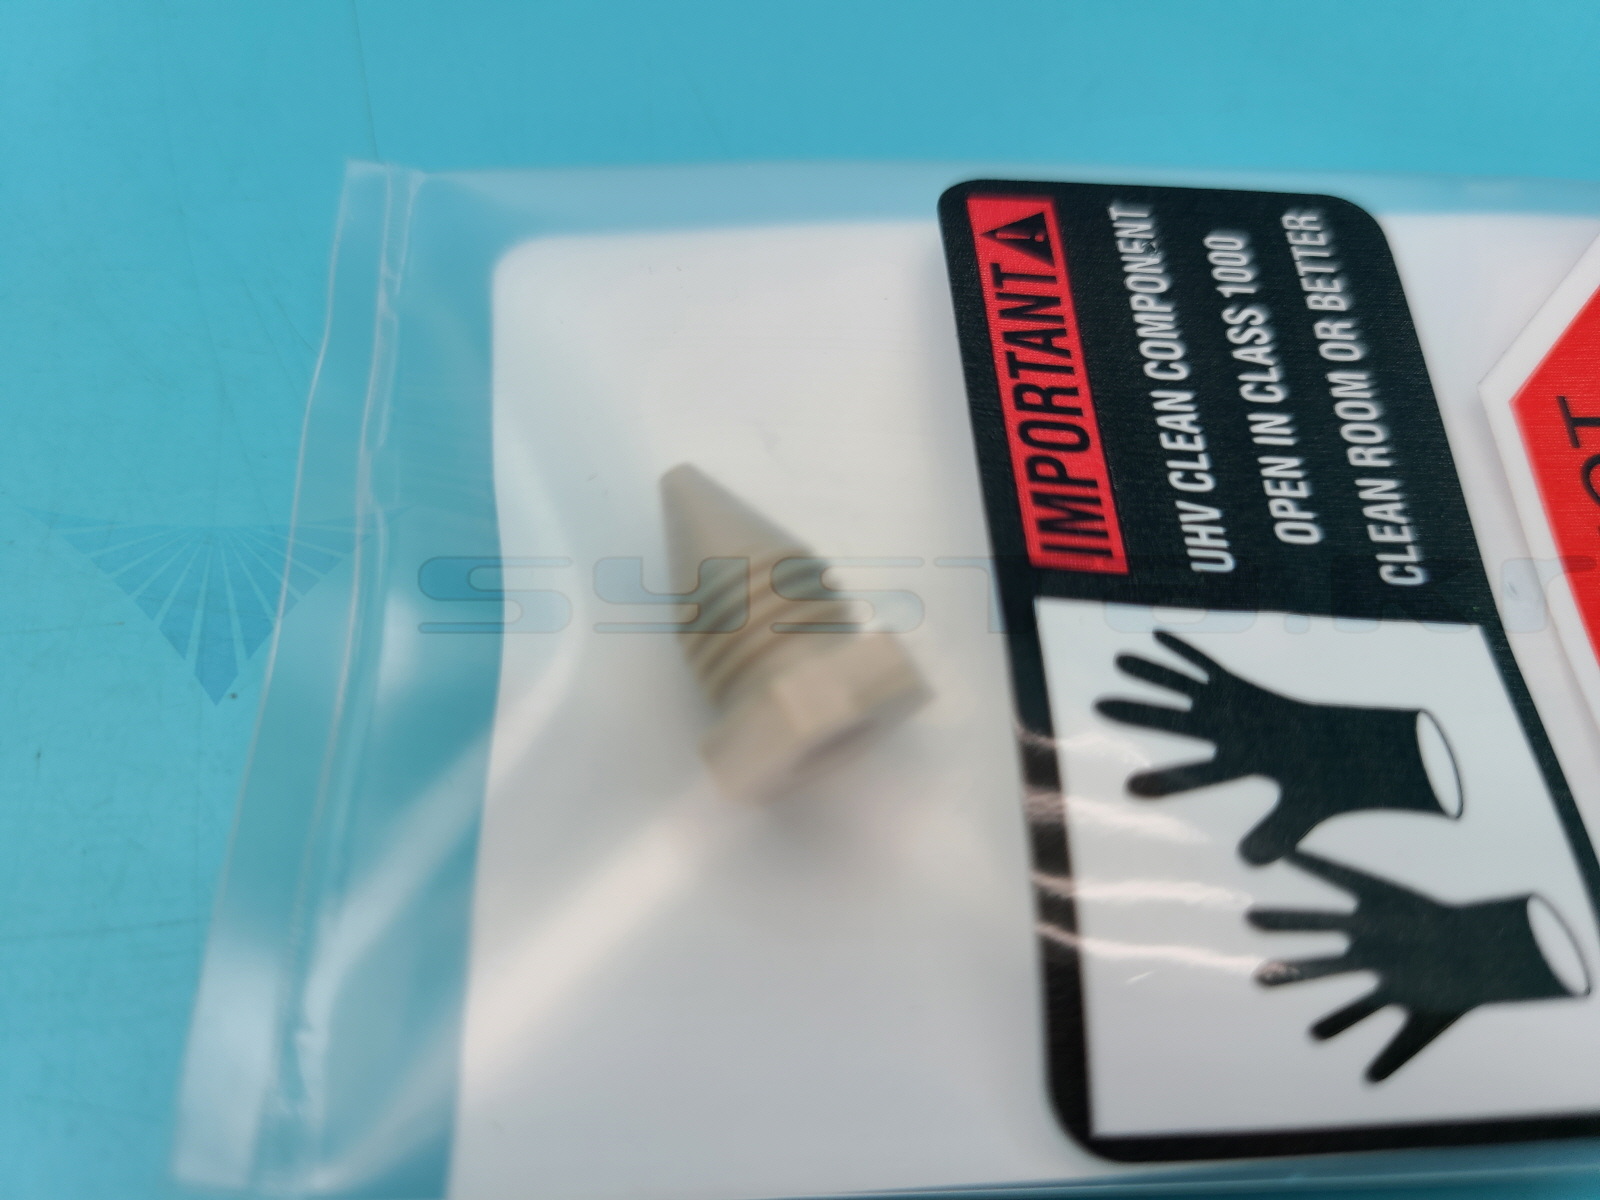 IMPORTANT
UHV CLEAN COMPONENT
OPEN IN CLASS 1000
CLEAN ROOM OR BETTER